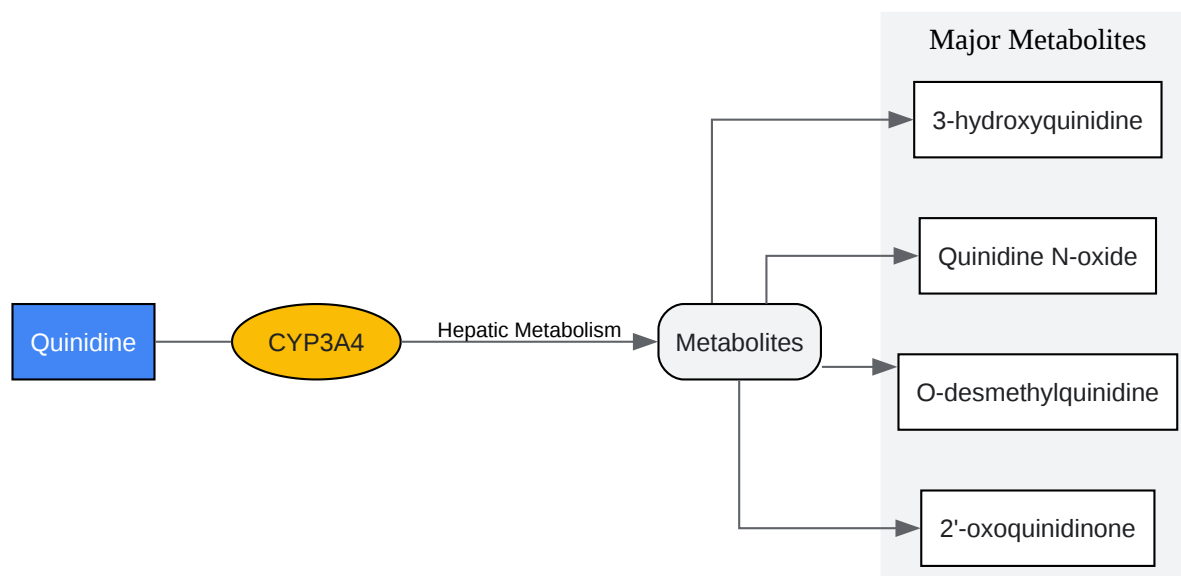 Major Metabolites
3-hydroxyquinidine
Quinidine N-oxide
Quinidine
CYP3A4
Hepatic Metabolism
Metabolites
O-desmethylquinidine
2'-oxoquinidinone